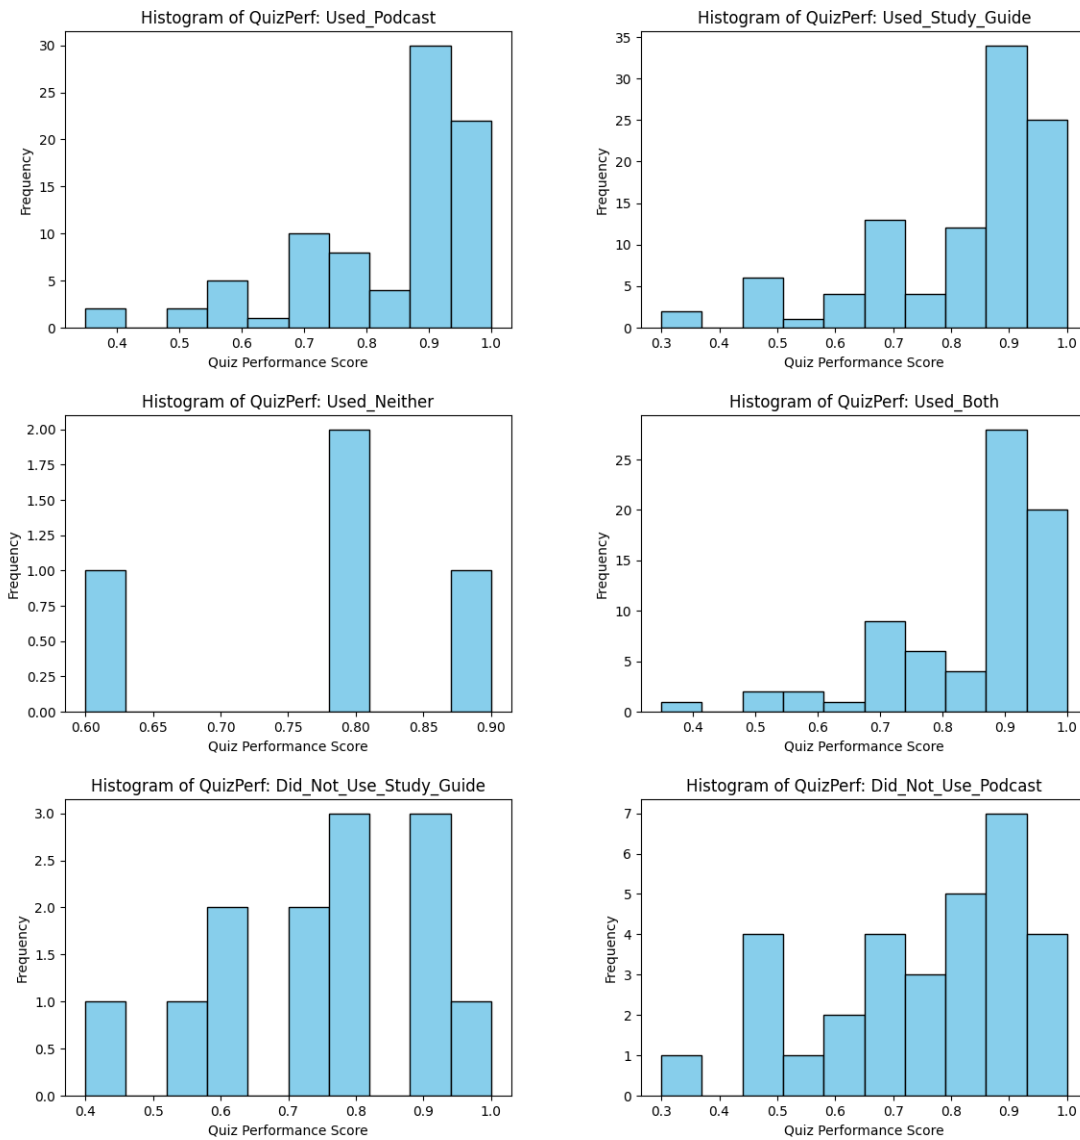 Histogram of QuizPerf: Used_Podcast
30
25
20
15
10
5
0
Frequency
0.4 0.5 0.6 0.7 0.8 0.9 1.0
Quiz Performance Score
Histogram of QuizPerf: Used_Study_Guide
35
30
25
20
15
10
5
0
Frequency
0.3 0.4 0.5 0.6 0.7 0.8 0.9 1.0
Quiz Performance Score
Histogram of QuizPerf: Used_Neither
2.00
1.75
1.50
1.25
1.00
0.75
0.50
0.25
0.00
Frequency
0.60 0.65 0.70 0.75 0.80 0.85 0.90
Quiz Performance Score
Histogram of QuizPerf: Used_Both
25
20
15
10
5
0
Frequency
0.4 0.5 0.6 0.7 0.8 0.9 1.0
Quiz Performance Score
Histogram of QuizPerf: Did_Not_Use_Study_Guide
3.0
2.5
2.0
1.5
1.0
0.5
0.0
Frequency
0.4 0.5 0.6 0.7 0.8 0.9 1.0
Quiz Performance Score
Histogram of QuizPerf: Did_Not_Use_Podcast
7
6
5
4
3
2
1
0
Frequency
0.3 0.4 0.5 0.6 0.7 0.8 0.9 1.0
Quiz Performance Score